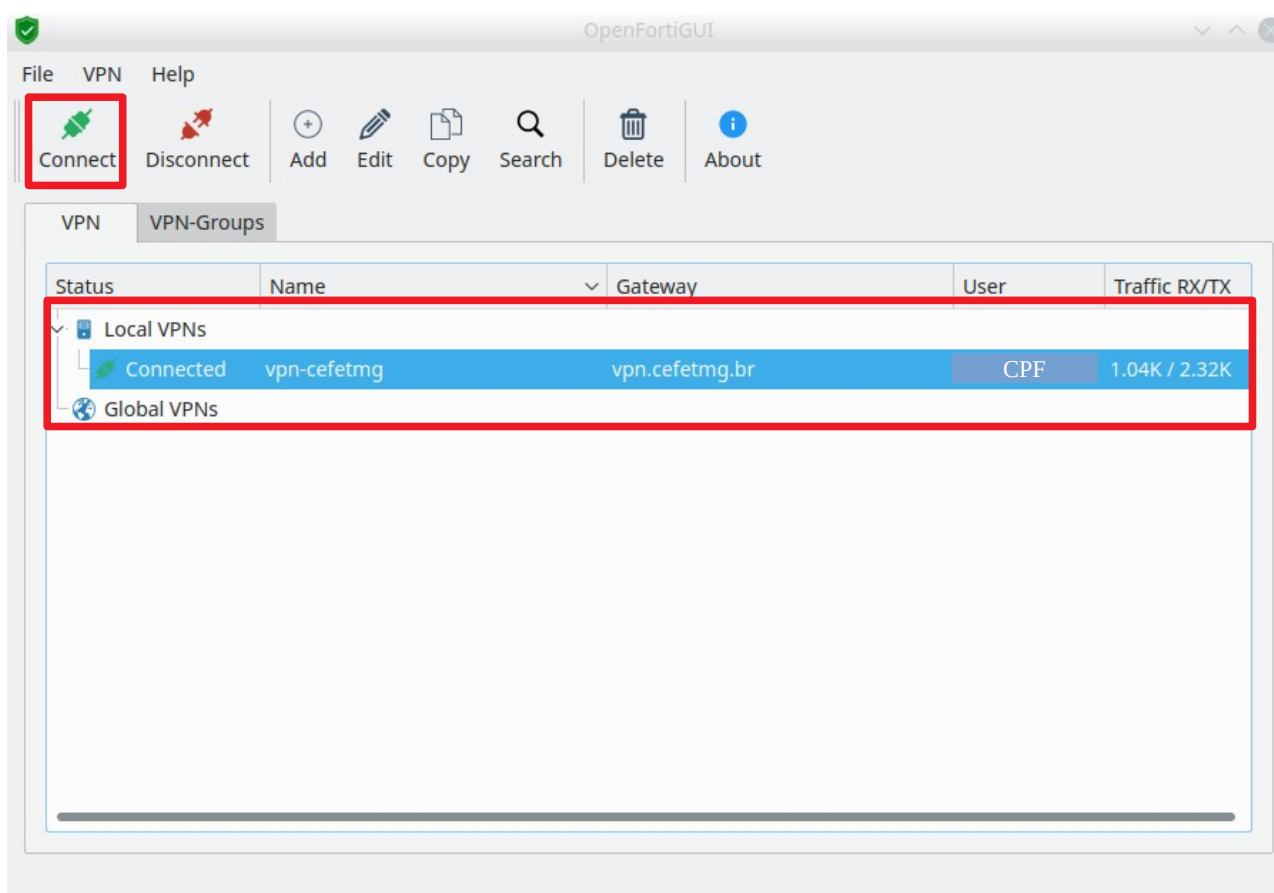 OpenFortiGUI
File VPN Help
Connect Disconnect Add Edit Copy Search Delete About
VPN VPN-Groups
Status Name Gateway User Traffic RX/TX
Local VPNs
Connected vpn-cefetmg vpn.cefetmg.br CPF 1.04K / 2.32K
Global VPNs